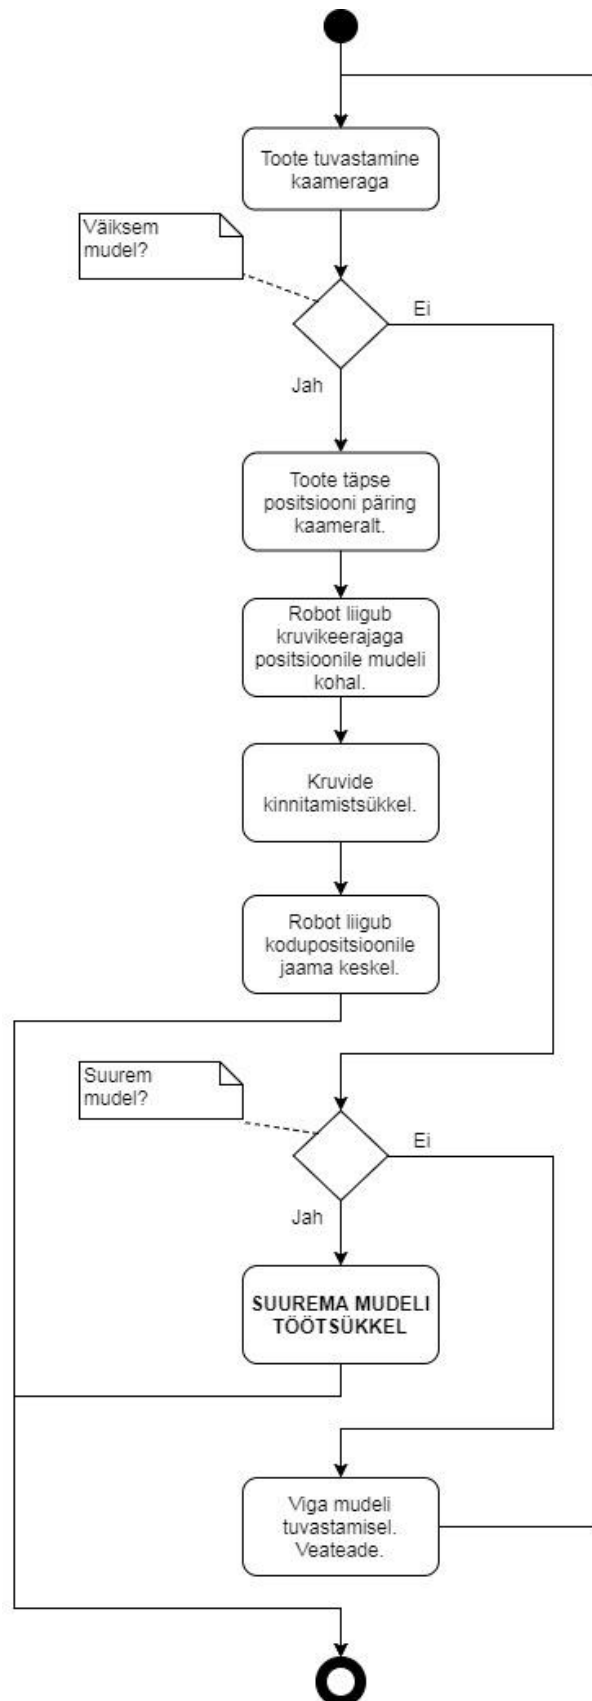 Toote tuvastamine
kaameraga
Väiksem
mudel?
Ei
Jah
Toote täpse
positsiooni päring
kaameralt.
Robot liigub
kruvikeerajaga
positsioonile mudeli
kohal.
Kruvide
kinnitamistsükkel.
Robot liigub
kodupositsioonile
jaama keskel.
Suurem
mudel?
Ei
Jah
SUUREMA MUDELI
TÖÖTSÜKKEL
Viga mudeli
tuvastamisel.
Veateade.